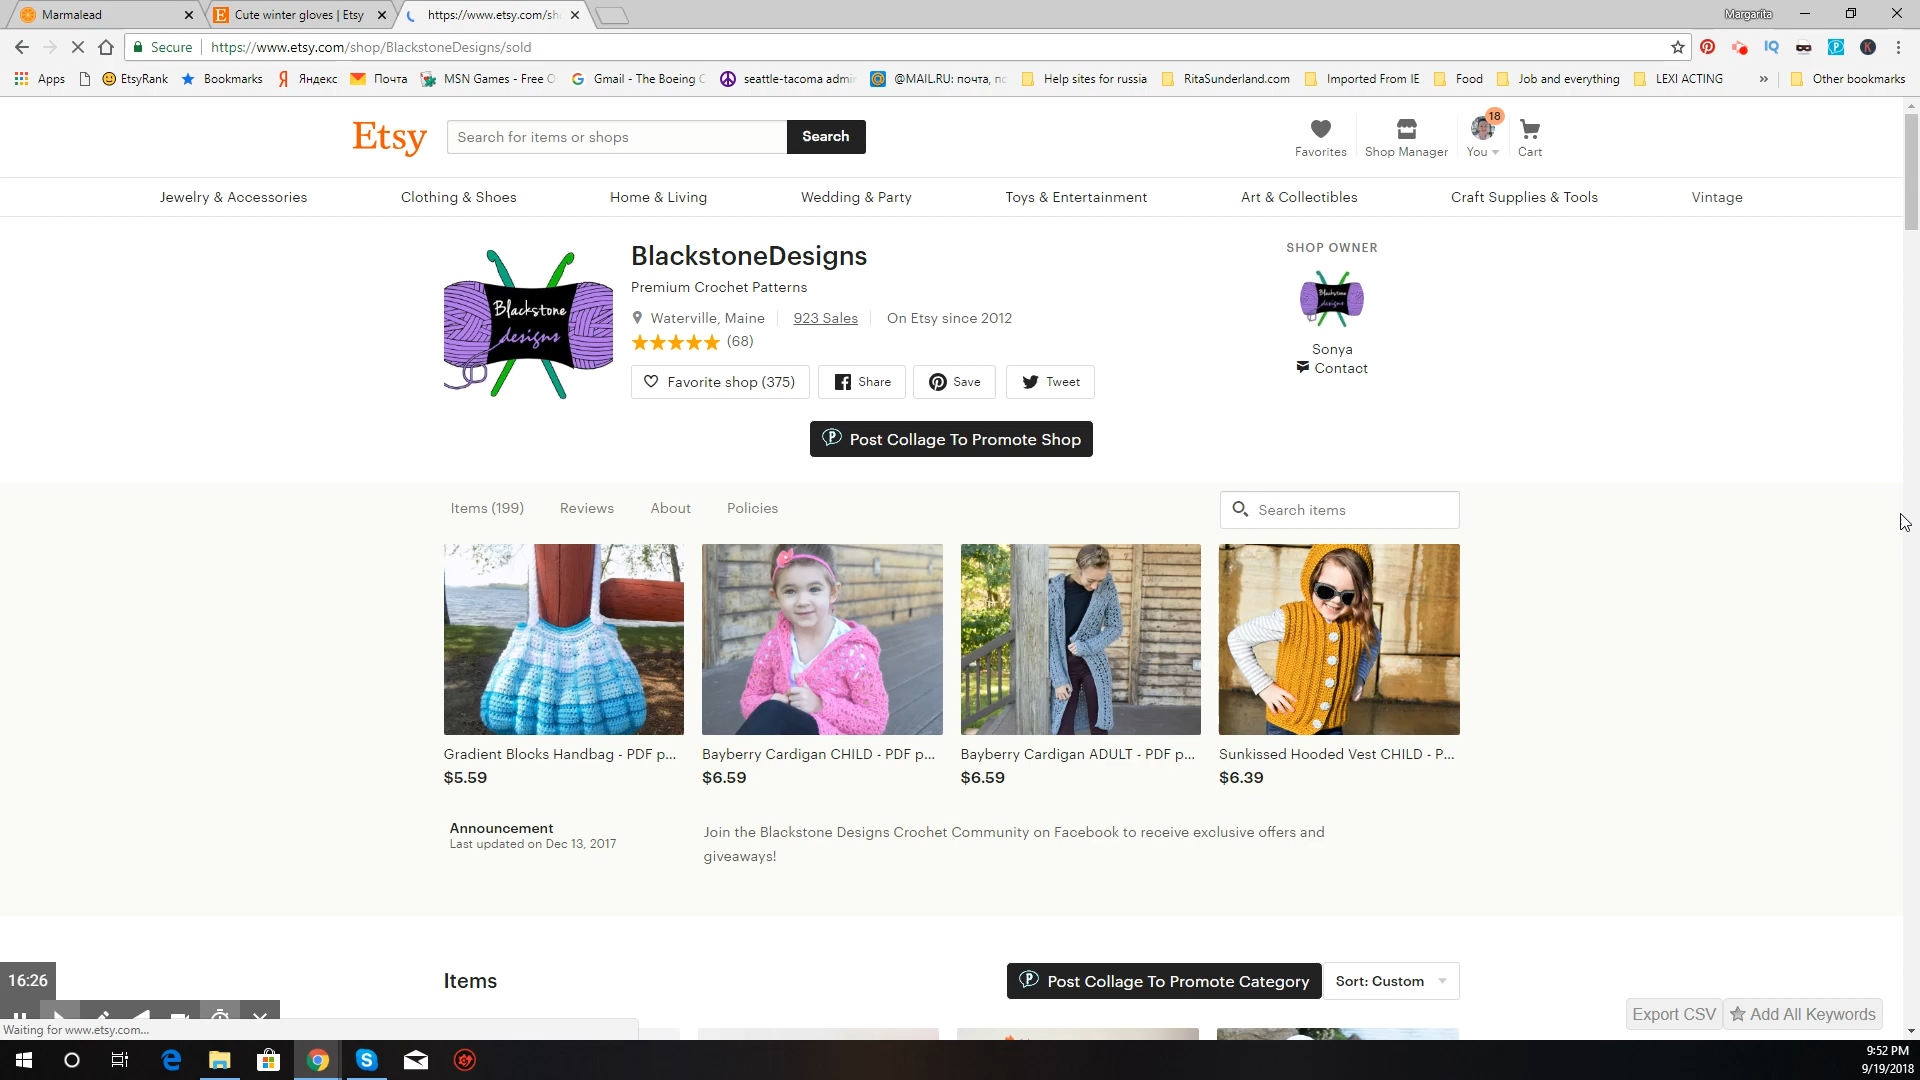 Marmalead
Cute winter gloves | Etsy
https://www.etsy.com/sh
Margarita
Secure
https://www.etsy.com/shop/BlackstoneDesigns/sold
Apps
EtsyRank
Bookmarks
Яндекс
Почта
MSN Games - Free O
Gmail - The Boeing C
seattle-tacoma admi
@MAIL.RU: почта, по
Help sites for russia
RitaSunderland.com
Imported From IE
Food
Job and everything
LEXI ACTING
»
Other bookmarks
Etsy
Search for items or shops
Search
Favorites
Shop Manager
18
You
Cart
Jewelry & Accessories
Clothing & Shoes
Home & Living
Wedding & Party
Toys & Entertainment
Art & Collectibles
Craft Supplies & Tools
Vintage
Blackstone
designs
BlackstoneDesigns
Premium Crochet Patterns
Waterville, Maine
923 Sales
On Etsy since 2012
(68)
Favorite shop (375)
Share
Save
Tweet
SHOP OWNER
Blackstone
designs
Sonya
Contact
Post Collage To Promote Shop
Items (199)
Reviews
About
Policies
Search items
Gradient Blocks Handbag - PDF p...
$5.59
Bayberry Cardigan CHILD - PDF p...
$6.59
Bayberry Cardigan ADULT - PDF p...
$6.59
Sunkissed Hooded Vest CHILD - P...
$6.39
Announcement
Last updated on Dec 13, 2017
Join the Blackstone Designs Crochet Community on Facebook to receive exclusive offers and
giveaways!
Items
Post Collage To Promote Category
Sort: Custom
16:26
Export CSV
Add All Keywords
Waiting for www.etsy.com...
9:52 PM
9/19/2018